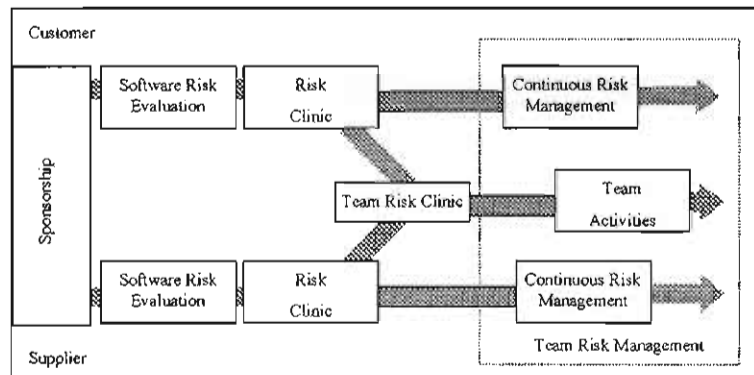 Customer
Sponsorship
Software Risk
Evaluation
Risk
Clinic
Continuous Risk
Management
Team Risk Clinic
Team
Activities
Software Risk
Evaluation
Risk
Clinic
Continuous Risk
Management
Team Risk Management
Supplier